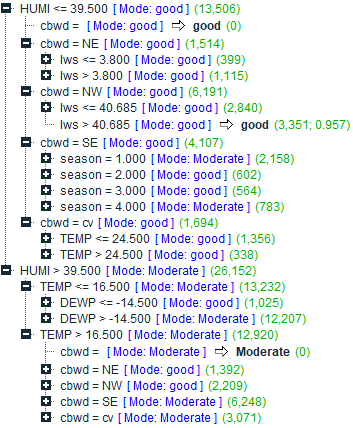 HUMI <= 39.500 [ Mode: good ] (13,506)
cbwd = [ Mode: good ] ⇨ good (0)
cbwd = NE [ Mode: good ] (1,514)
Iws <= 3.800 [ Mode: good ] (399)
Iws > 3.800 [ Mode: good ] (1,115)
cbwd = NW [ Mode: good ] (6,191)
Iws <= 40.685 [ Mode: good ] (2,840)
Iws > 40.685 [ Mode: good ] ⇨ good (3,351; 0.957)
cbwd = SE [ Mode: good ] (4,107)
season = 1.000 [ Mode: Moderate ] (2,158)
season = 2.000 [ Mode: good ] (602)
season = 3.000 [ Mode: good ] (564)
season = 4.000 [ Mode: Moderate ] (783)
cbwd = cv [ Mode: good ] (1,694)
TEMP <= 24.500 [ Mode: good ] (1,356)
TEMP > 24.500 [ Mode: good ] (338)
HUMI > 39.500 [ Mode: Moderate ] (26,152)
TEMP <= 16.500 [ Mode: Moderate ] (13,232)
DEWP <= -14.500 [ Mode: good ] (1,025)
DEWP > -14.500 [ Mode: Moderate ] (12,207)
TEMP > 16.500 [ Mode: Moderate ] (12,920)
cbwd = [ Mode: Moderate ] ⇨ Moderate (0)
cbwd = NE [ Mode: good ] (1,392)
cbwd = NW [ Mode: good ] (2,209)
cbwd = SE [ Mode: Moderate ] (6,248)
cbwd = cv [ Mode: Moderate ] (3,071)